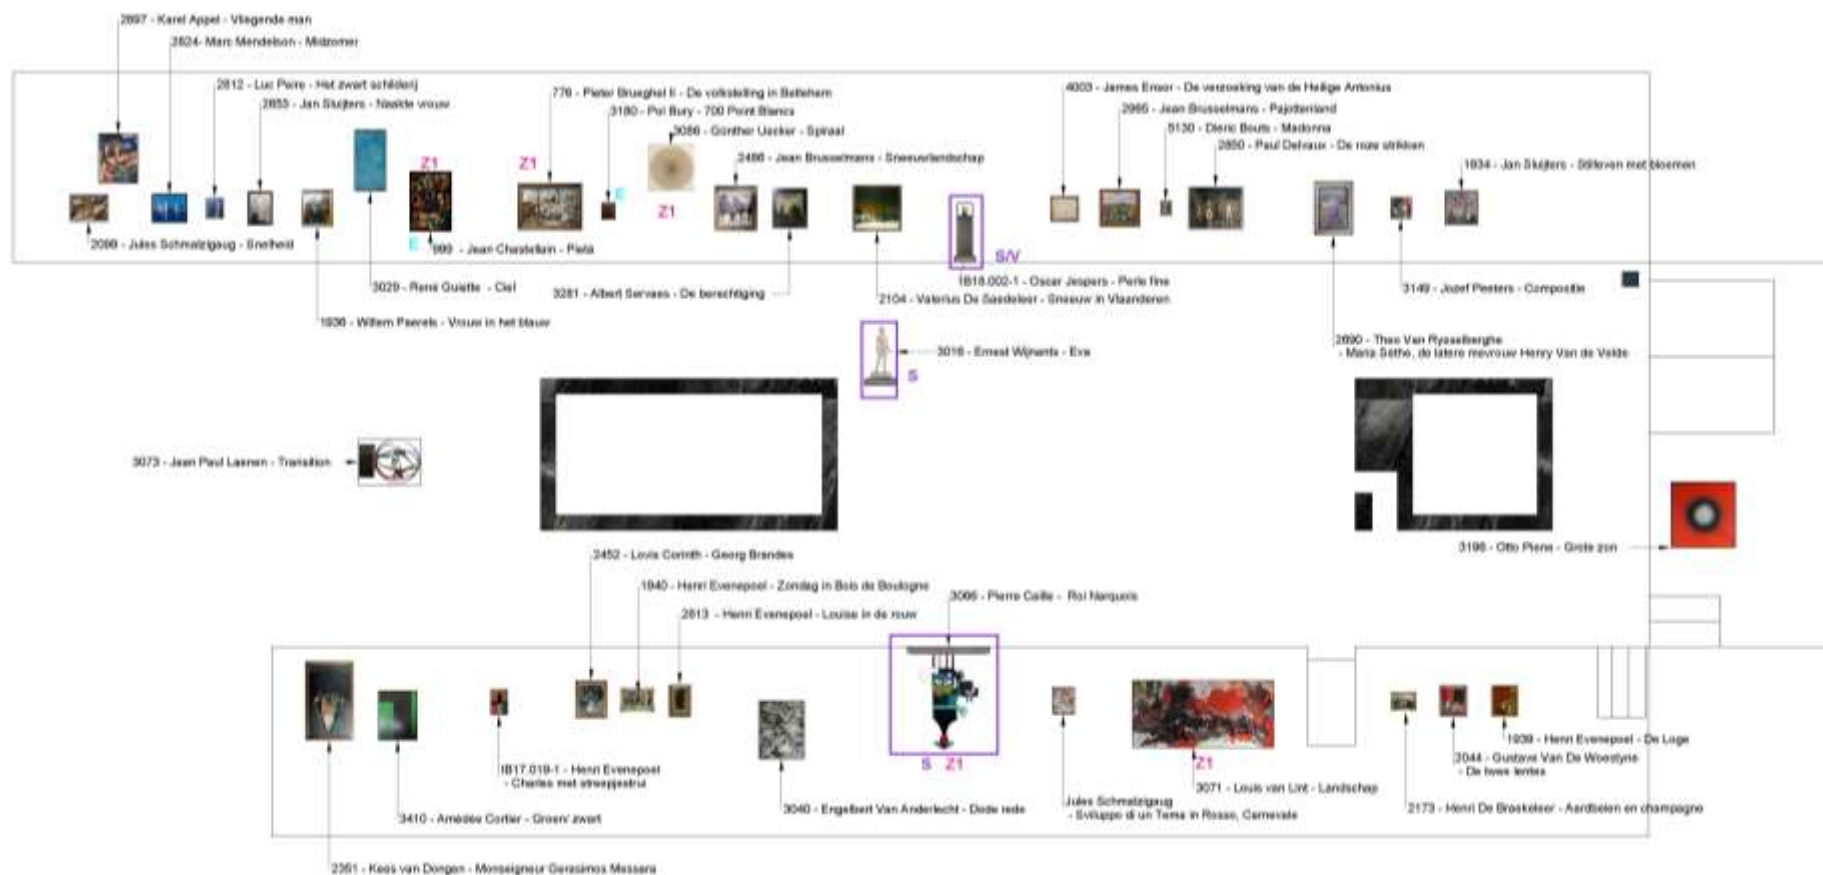 2897 - Karel Appel - Vliegende man
2824- Marc Mendelson - Midzomer
2812 - Luc Peire - Het zwart schilderij
2655 - Jan Sluijters - Naakte vrouw
776 - Pieter Brueghel II - De volkstelling in Betlehem
3180 - Pol Bury - 700 Point Blancs
3086 - Günther Uecker - Spiraal
2486 - Jean Brusselmans - Sneeuwlandschap
4003 - James Ensor - De verzoeking van de Heilige Antonius
2985 - Jean Brusselmans - Pajottenland
5130 - Dieric Bouts - Madonna
2850 - Paul Delvaux - De roze strikken
1934 - Jan Sluijters - Stilleven met bloemen
Z1
Z1
E
Z1
E
S/V
2098 - Jules Schmalzigaug - Snelheid
999 - Jean Chastellain - Pietà
3029 - René Guiette - Ciel
1936 - Willem Paerels - Vrouw in het blauw
3281 - Albert Servaes - De berechtiging
IB18.002-1 - Oscar Jespers - Perle fine
2104 - Valerius De Saedeleer - Sneeuw in Vlaanderen
3149 - Jozef Peeters - Compositie
2690 - Theo Van Rysselberghe
- Maria Sèthe, de latere mevrouw Henry Van de Velde
3016 - Ernest Wijnants - Eva
S
3073 - Jean Paul Laenen - Transition
3196 - Otto Piene - Grote zon
2452 - Lovis Corinth - Georg Brandes
1940 - Henri Evenepoel - Zondag in Bois de Boulogne
2613 - Henri Evenepoel - Louise in de rouw
3066 - Pierre Caille - Roi Narquois
S Z1
Z1
IB17.019-1 - Henri Evenepoel
- Charles met streepjestrui
3410 - Amédée Cortier - Groen/ zwart
3040 - Engelbert Van Anderlecht - Dode rede
Jules Schmalzigaug
- Sviluppo di un Tema in Rosso, Carnevale
3071 - Louis van Lint - Landschap
1939 - Henri Evenepoel - De Loge
3044 - Gustave Van De Woestyne
- De twee lentes
2173 - Henri De Braekeleer - Aardbeien en champagne
2351 - Kees van Dongen - Monseigneur Gerasimos Messara